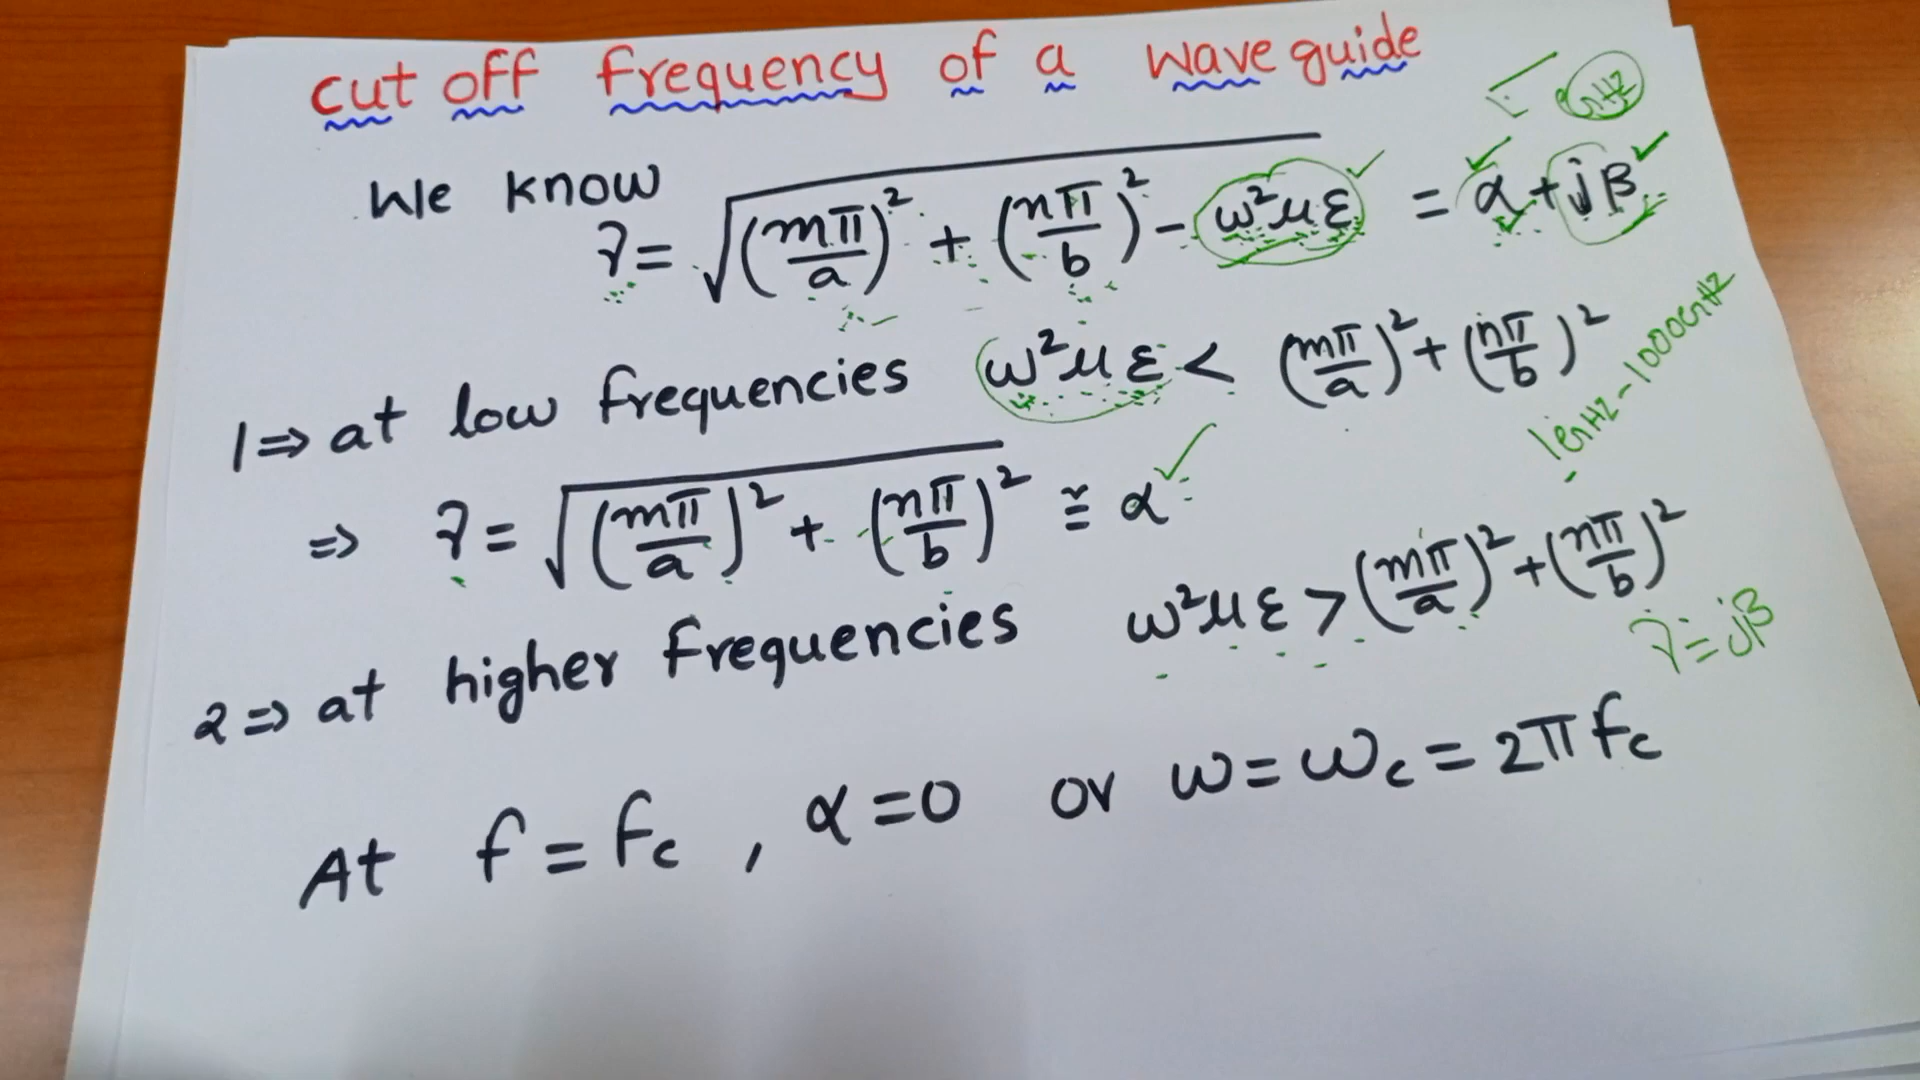 cut off frequency of a wave guide
GHz
We know
γ = √((mπ/a)² + (nπ/b)² - ω²με) = α + jβ
1⇒ at low frequencies ω²με < (mπ/a)² + (nπ/b)²
1GHz - 1000GHz
⇒ γ = √((mπ/a)² + (nπ/b)²) ≅ α
2⇒ at higher frequencies ω²με > (mπ/a)² + (nπ/b)²
γ = jβ
At f = fc , α = 0 or ω = ωc = 2πfc